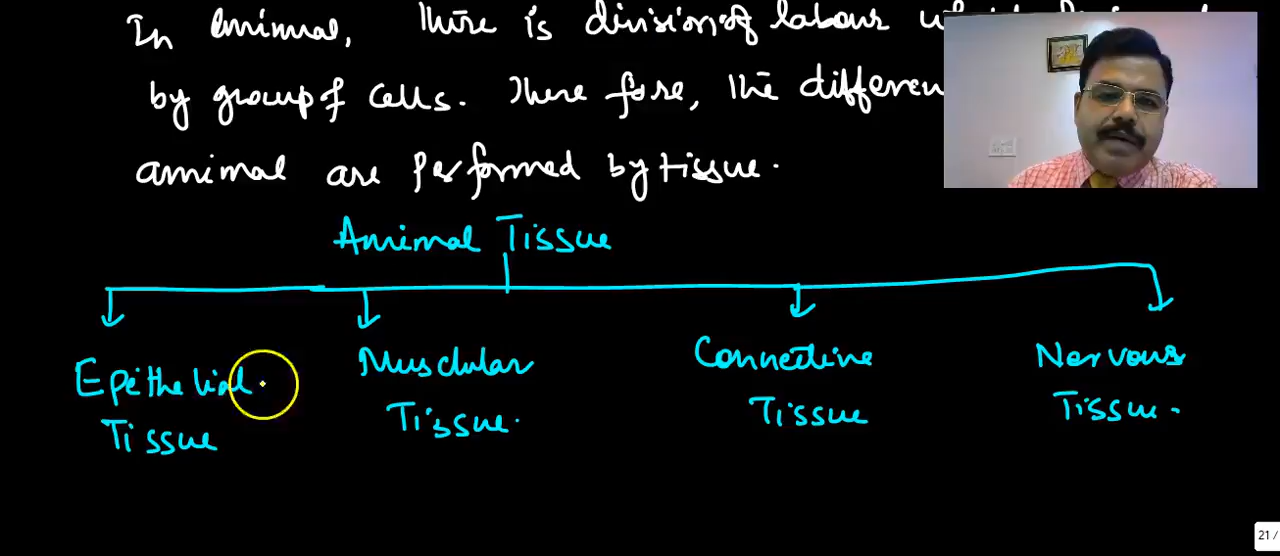 In animal, There is division of labour
by group of cells. There fore, the differen
animal are performed by tissue.
Animal Tissue
Epithelial Tissue
Muscular Tissue.
Connective Tissue
Nervous Tissue.
21 /